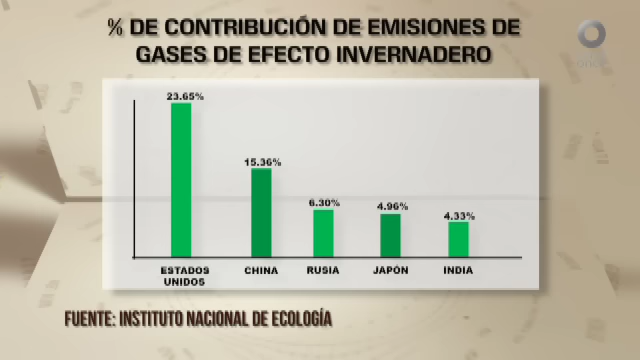 % DE CONTRIBUCIÓN DE EMISIONES DE
GASES DE EFECTO INVERNADERO
23.65%
15.36%
6.30%
4.96%
4.33%
ESTADOS
UNIDOS
CHINA
RUSIA
JAPÓN
INDIA
FUENTE: INSTITUTO NACIONAL DE ECOLOGÍA